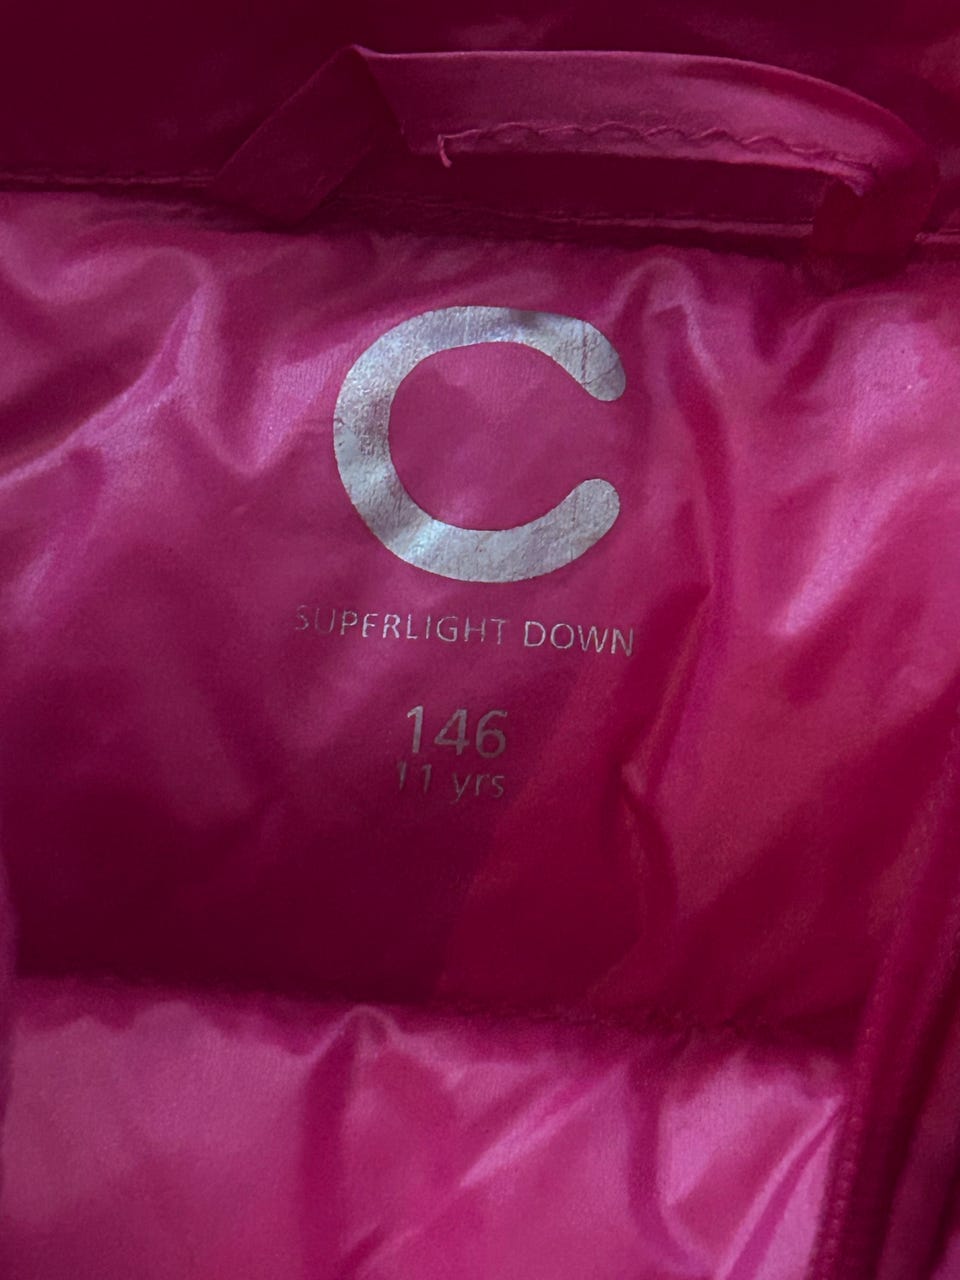 C
SUPERLIGHT DOWN
146
11 yrs